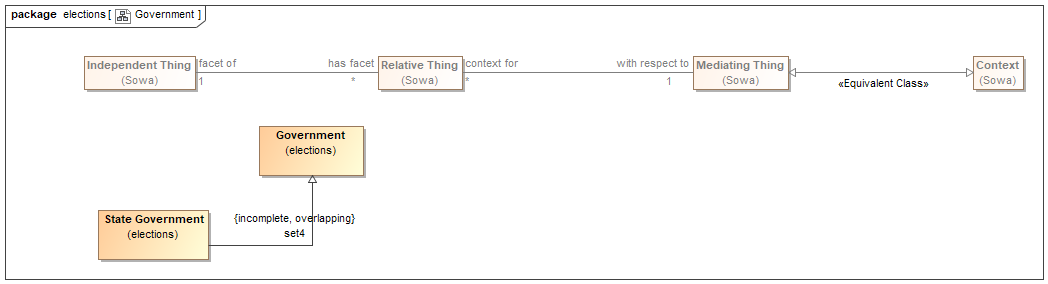 package elections [ Government ]
Independent Thing
(Sowa)
facet of
1
has facet
*
Relative Thing
(Sowa)
context for
*
with respect to
1
Mediating Thing
(Sowa)
«Equivalent Class»
Context
(Sowa)
Government
(elections)
State Government
(elections)
{incomplete, overlapping}
set4